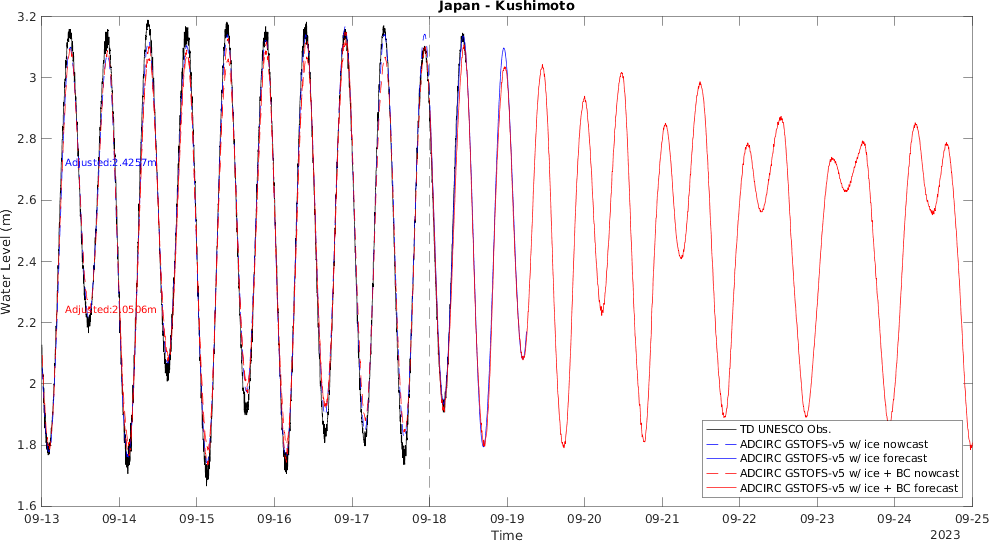 Japan - Kushimoto
3.2
3
2.8
2.6
2.4
2.2
2
1.8
1.6
Water Level (m)
Adjusted:2.4257m
Adjusted:2.0506m
TD UNESCO Obs.
ADCIRC GSTOFS-v5 w/ ice nowcast
ADCIRC GSTOFS-v5 w/ ice forecast
ADCIRC GSTOFS-v5 w/ ice + BC nowcast
ADCIRC GSTOFS-v5 w/ ice + BC forecast
09-13 09-14 09-15 09-16 09-17 09-18 09-19 09-20 09-21 09-22 09-23 09-24 09-25
Time
2023